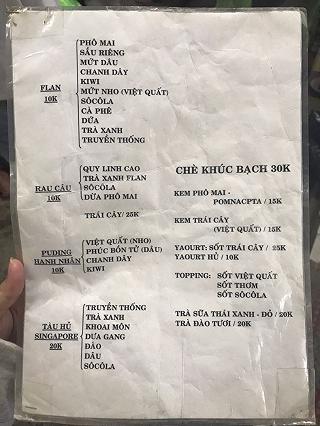 PHÔ MAI
SẦU RIÊNG
MỨT DÂU
CHANH DÂY
FLAN
KIWI
10K
MỨT NHO (VIỆT QUẤT)
SÔCÔLA
CÀ PHÊ
DỨA
TRÀ XANH
TRUYỀN THỐNG
QUY LINH CAO
TRÀ XANH FLAN
RAU CÂU
SÔCÔLA
10K
DỪA PHÔ MAI
TRÁI CÂY/ 25K
VIỆT QUẤT (NHO)
PUDING
PHÚC BỒN TỬ (DÂU)
HẠNH NHÂN
CHANH DÂY
10K
KIWI
TRUYỀN THỐNG
TRÀ XANH
TÀU HỦ
KHOAI MÔN
SINGAPORE
DƯA GANG
20K
ĐÀO
DÂU
SÔCÔLA
CHÈ KHÚC BẠCH 30K
KEM PHÔ MAI -
POMNACPTA / 15K
KEM TRÁI CÂY
(VIỆT QUẤT) / 15K
YAOURT: SỐT TRÁI CÂY / 25K
YAOURT HỦ / 10K
TOPPING: SỐT VIỆT QUẤT
SỐT THƠM
SỐT SÔCÔLA
TRÀ SỮA THÁI XANH - ĐỎ / 20K
TRÀ ĐÀO TƯƠI / 20K